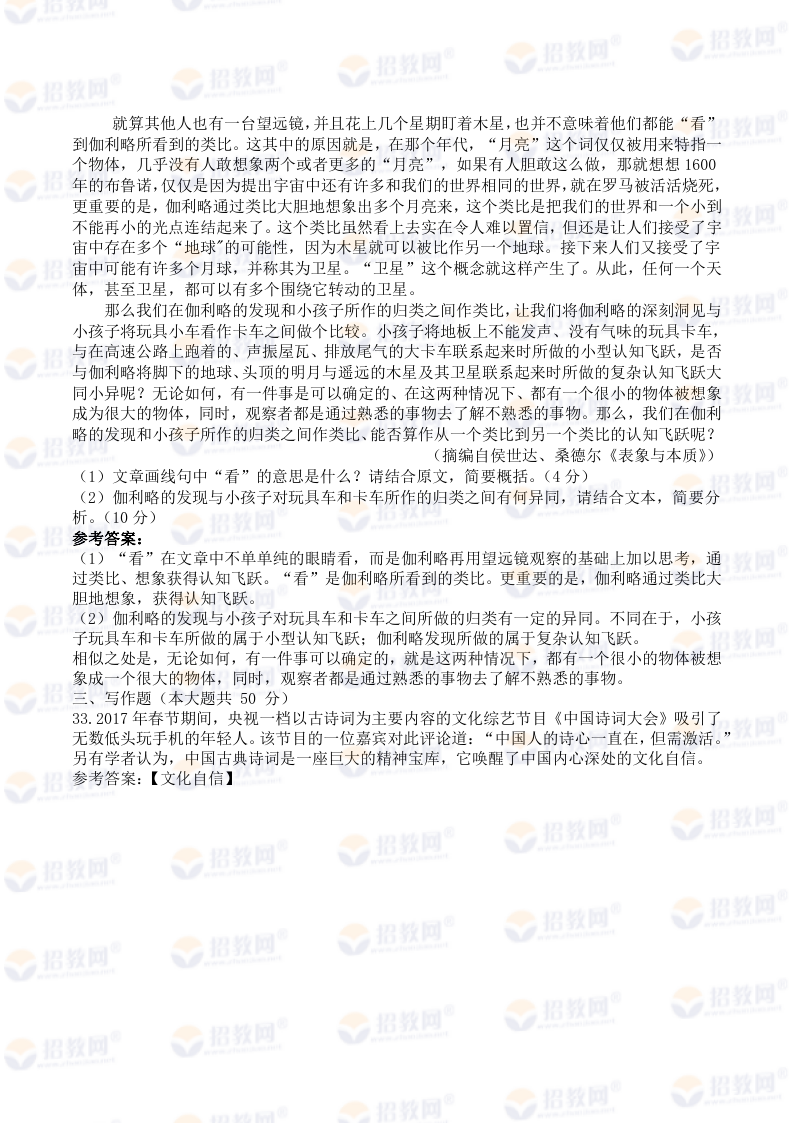 就算其他人也有一台望远镜,并且花上几个星期盯着木星,也并不意味着他们都能“看”
到伽利略所看到的类比。这其中的原因就是,在那个年代,“月亮”这个词仅仅被用来特指一
个物体,几乎没有人敢想象两个或者更多的“月亮”,如果有人胆敢这么做,那就想想 1600
年的布鲁诺,仅仅是因为提出宇宙中还有许多和我们的世界相同的世界,就在罗马被活活烧死,
更重要的是,伽利略通过类比大胆地想象出多个月亮来,这个类比是把我们的世界和一个小到
不能再小的光点连结起来了。这个类比虽然看上去实在令人难以置信,但还是让人们接受了宇
宙中存在多个“地球"的可能性,因为木星就可以被比作另一个地球。接下来人们又接受了宇
宙中可能有许多个月球,并称其为卫星。“卫星”这个概念就这样产生了。从此,任何一个天
体,甚至卫星,都可以有多个围绕它转动的卫星。
那么我们在伽利略的发现和小孩子所作的归类之间作类比,让我们将伽利略的深刻洞见与
小孩子将玩具小车看作卡车之间做个比较。小孩子将地板上不能发声、没有气味的玩具卡车,
与在高速公路上跑着的、声振屋瓦、排放尾气的大卡车联系起来时所做的小型认知飞跃,是否
与伽利略将脚下的地球、头顶的明月与遥远的木星及其卫星联系起来时所做的复杂认知飞跃大
同小异呢?无论如何,有一件事是可以确定的、在这两种情况下、都有一个很小的物体被想象
成为很大的物体,同时,观察者都是通过熟悉的事物去了解不熟悉的事物。那么,我们在伽利
略的发现和小孩子所作的归类之间作类比、能否算作从一个类比到另一个类比的认知飞跃呢?
(摘编自侯世达、桑德尔《表象与本质》)
(1)文章画线句中“看”的意思是什么?请结合原文,简要概括。(4 分)
(2)伽利略的发现与小孩子对玩具车和卡车所作的归类之间有何异同,请结合文本,简要分
析。(10 分)
参考答案:
(1)“看”在文章中不单单纯的眼睛看,而是伽利略再用望远镜观察的基础上加以思考,通
过类比、想象获得认知飞跃。“看”是伽利略所看到的类比。更重要的是,伽利略通过类比大
胆地想象,获得认知飞跃。
(2)伽利略的发现与小孩子对玩具车和卡车之间所做的归类有一定的异同。不同在于,小孩
子玩具车和卡车所做的属于小型认知飞跃;伽利略发现所做的属于复杂认知飞跃。
相似之处是,无论如何,有一件事可以确定的,就是这两种情况下,都有一个很小的物体被想
象成一个很大的物体,同时,观察者都是通过熟悉的事物去了解不熟悉的事物。
三、写作题(本大题共 50 分)
33.2017 年春节期间,央视一档以古诗词为主要内容的文化综艺节目《中国诗词大会》吸引了
无数低头玩手机的年轻人。该节目的一位嘉宾对此评论道:“中国人的诗心一直在,但需激活。”
另有学者认为,中国古典诗词是一座巨大的精神宝库,它唤醒了中国内心深处的文化自信。
参考答案:【文化自信】